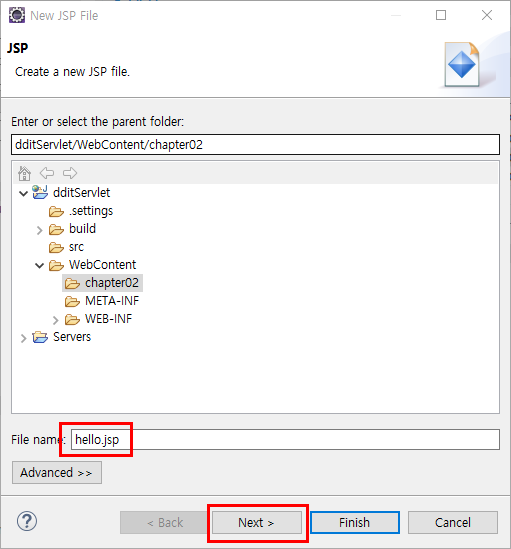 New JSP File
JSP
Create a new JSP file.
Enter or select the parent folder:
dditServlet/WebContent/chapter02
dditServlet
.settings
build
src
WebContent
chapter02
META-INF
WEB-INF
Servers
File name: hello.jsp
Advanced >>
?
< Back Next > Finish Cancel